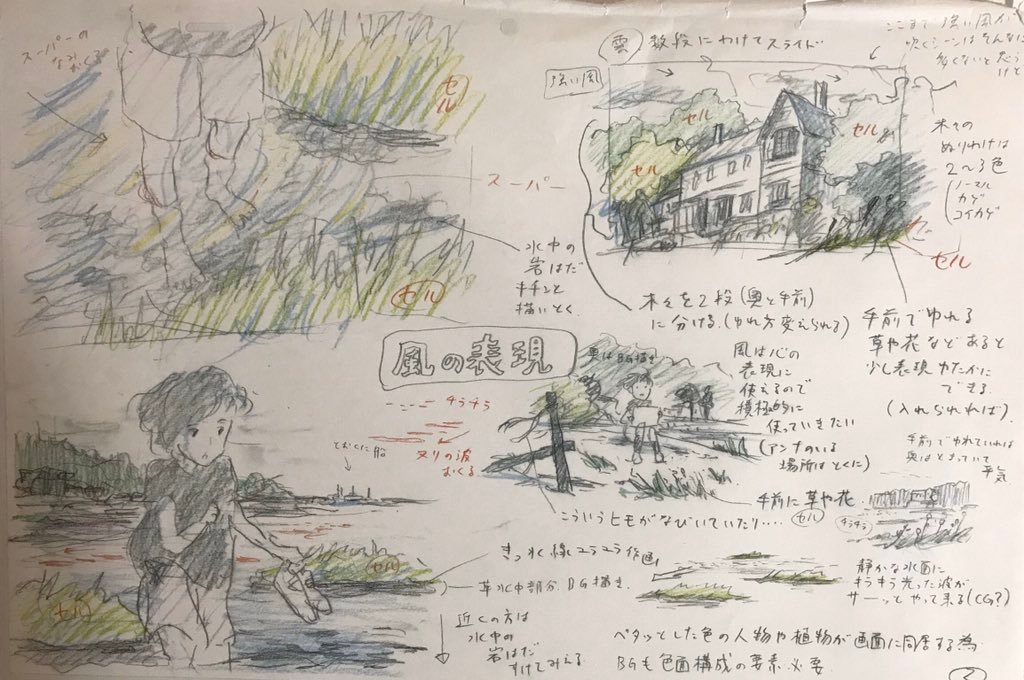 スーパーの
なみ
おくる
セル
スーパー
水中の
岩はだ
キチンと
描いとく
セル
雲 数段にわけてスライド
強い風
ここまで 強い風が
吹くシーンはそんなに
多くないと思う
けど
セル
セル
セル
木々の
ぬりわけは
2〜3色
ノーマル
カゲ
コイカゲ
セル
木々を2段(奥と手前)
に分ける.(ゆれ方変えられる)
手前でゆれる
草や花などあると
少し表現ゆたかに
できる.
(入れられれば).
手前でゆれていれば
奥はとまっていて
平気
風の表現
奥はBG描き
風は心の
表現に
使えるので
積極的に
使っていきたい
(アンナのいる
場所はとくに)
手前に草や花.
セル
こういうヒモがなびいていたり‥‥
チラチラ
ヌリの波
おくる
とおくに船
セル
セル
きっ水線ユラユラ作画
草水中部分 BG描き.
近くの方は
水中の
岩はだ
すけてみえる
チラチラ
静かな水面に
キラキラ光った波が
サーッとやって来る(CG?)
ペタッとした色の人物や植物が画面に同居する為
BGも色面構成の要素 必要.
2